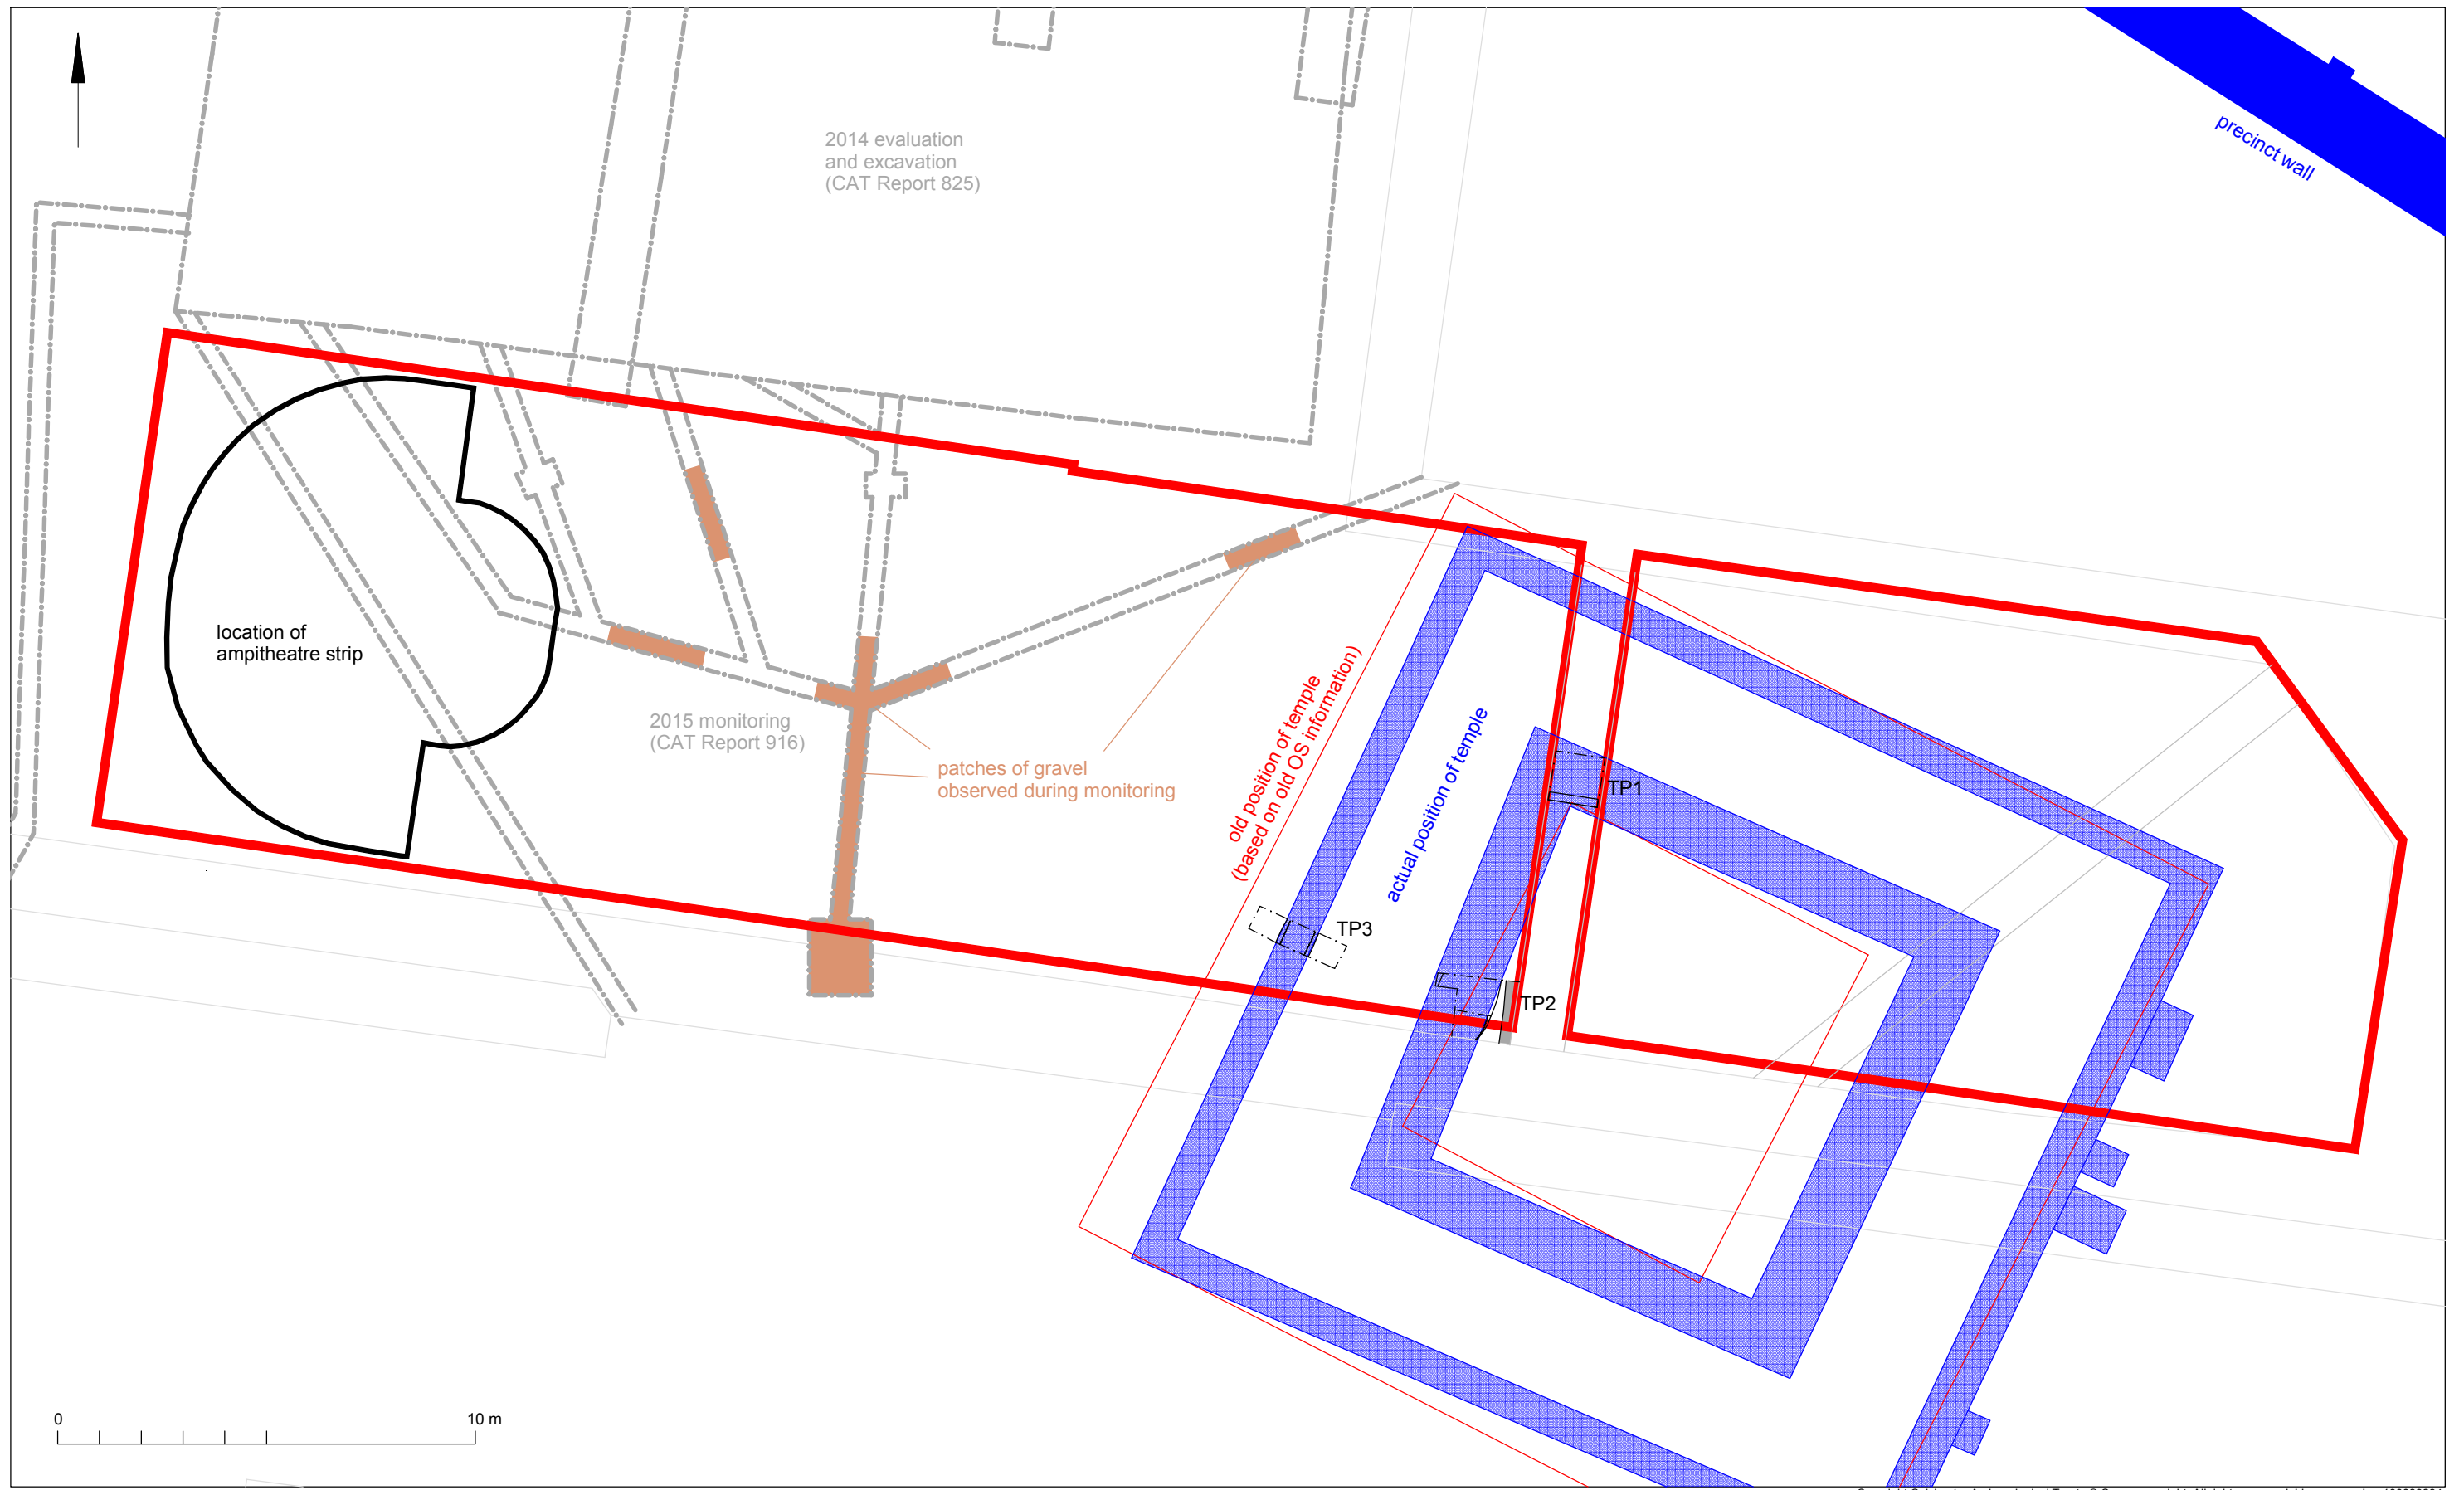 2014 evaluation
and excavation
(CAT Report 825)
precinct wall
location of
ampitheatre strip
2015 monitoring
(CAT Report 916)
patches of gravel
observed during monitoring
old position of temple
(based on old OS information)
actual position of temple
TP1
TP3
TP2
0
10 m